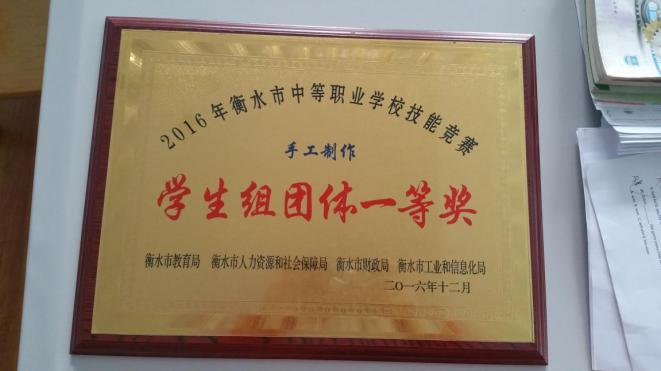 2016年衡水市中等职业学校技能竞赛
手工制作
学生组团体一等奖
衡水市教育局 衡水市人力资源和社会保障局 衡水市财政局 衡水市工业和信息化局
二〇一六年十二月